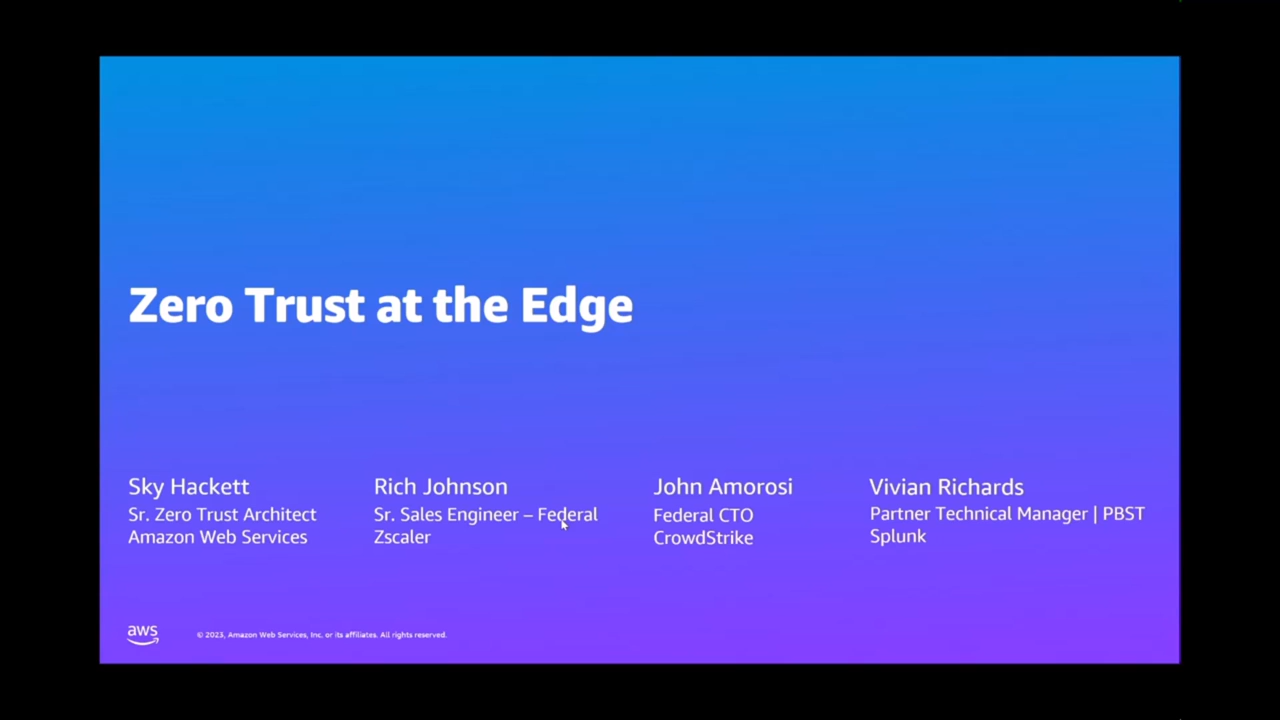 Zero Trust at the Edge
Sky Hackett
Sr. Zero Trust Architect
Amazon Web Services
Rich Johnson
Sr. Sales Engineer – Federal
Zscaler
John Amorosi
Federal CTO
CrowdStrike
Vivian Richards
Partner Technical Manager | PBST
Splunk
aws
© 2023, Amazon Web Services, Inc. or its affiliates. All rights reserved.